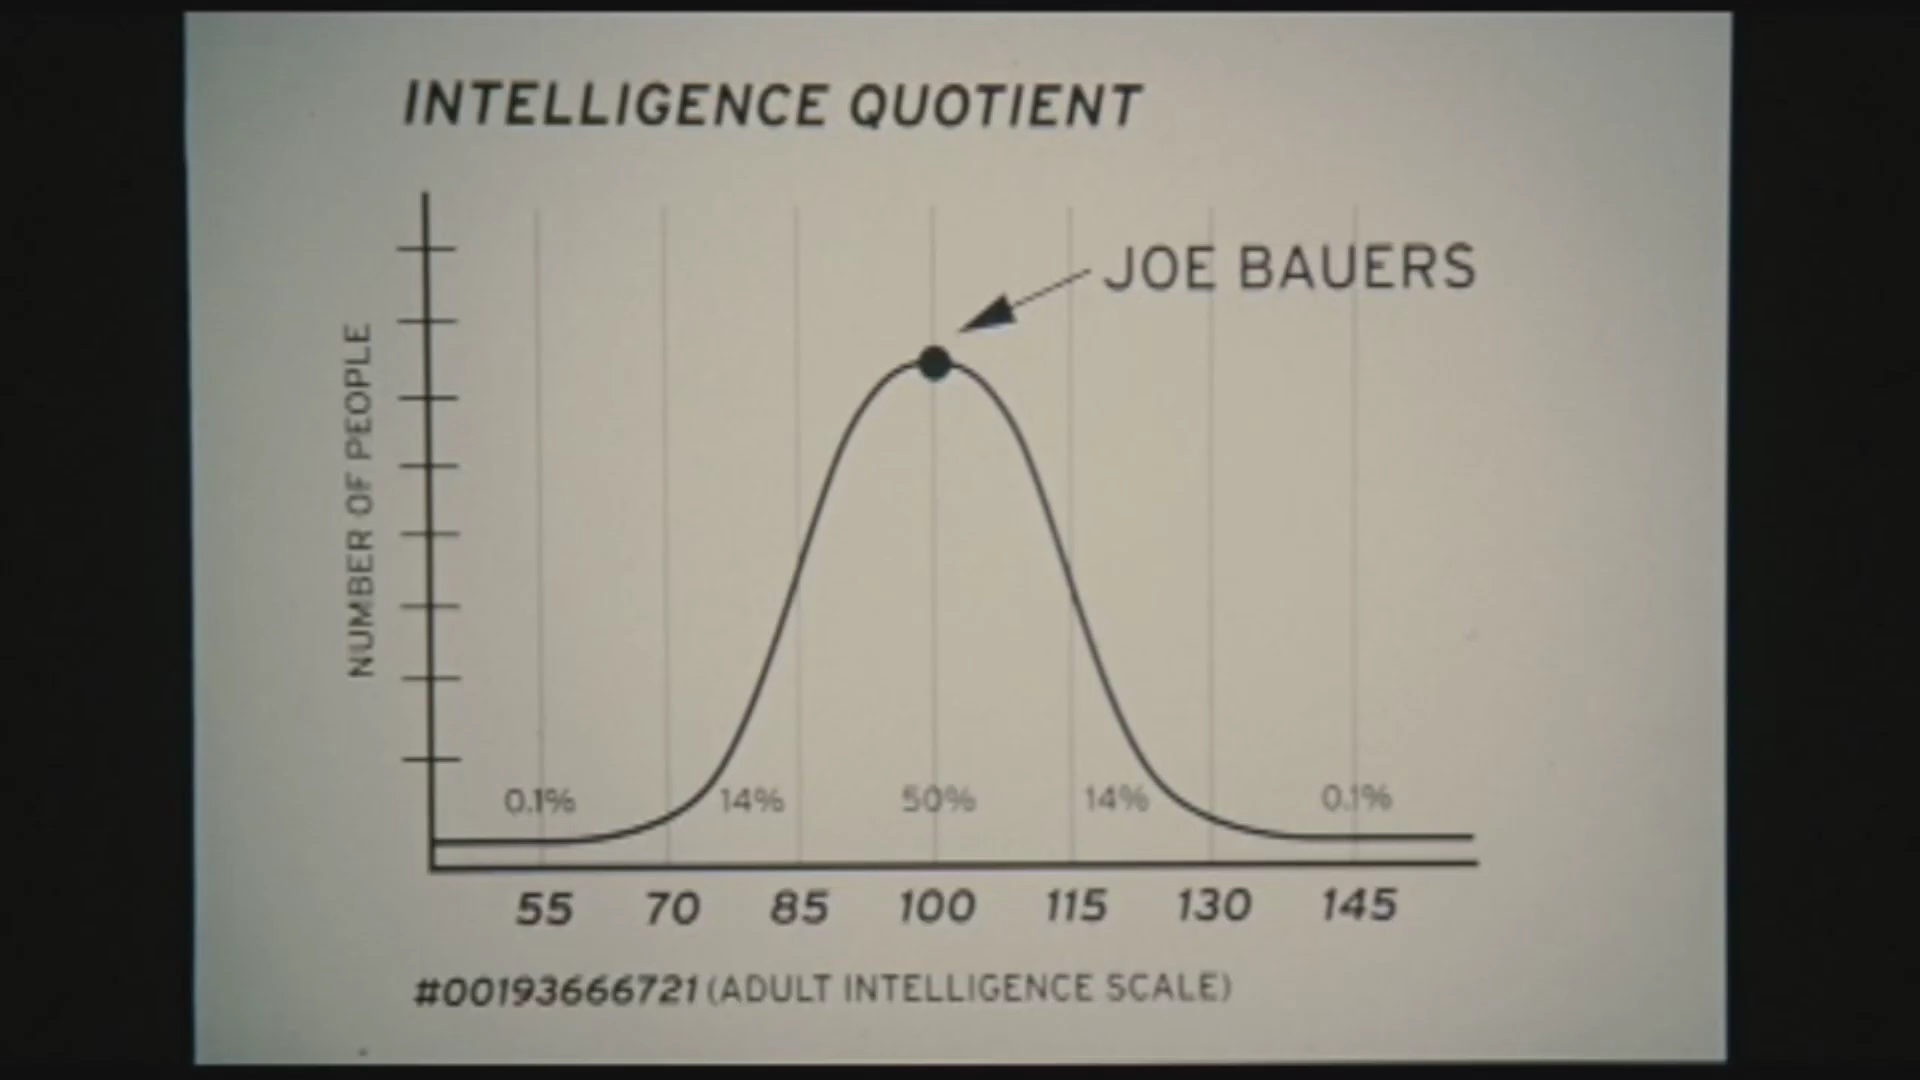 INTELLIGENCE QUOTIENT
JOE BAUERS
NUMBER OF PEOPLE
0.1% 14% 50% 14% 0.1%
55 70 85 100 115 130 145
#00193666721 (ADULT INTELLIGENCE SCALE)